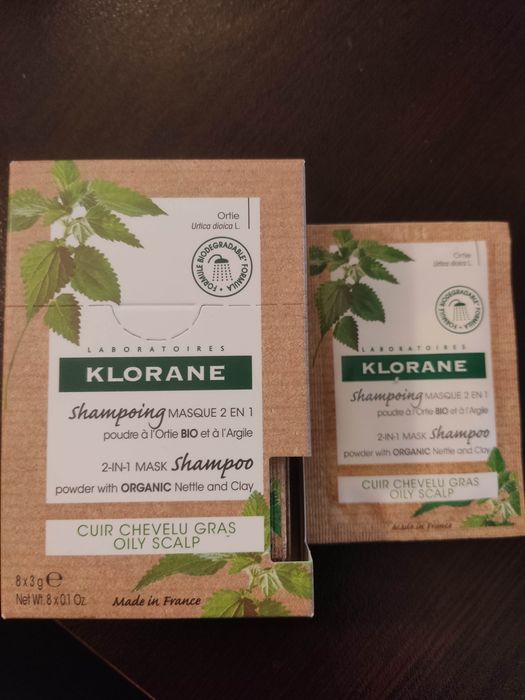 Ortie
Urtica dioica L.
FORMULE BIODEGRADABLE* FORMULA
LABORATOIRES
KLORANE
Shampoing MASQUE 2 EN 1
poudre à l'Ortie BIO et à l'Argile
2-IN-1 MASK Shampoo
powder with ORGANIC Nettle and Clay
CUIR CHEVELU GRAS
OILY SCALP
8 x 3 g e
Net Wt. 8 x 0.1 Oz.
Made in France
Ortie
Urtica dioica L.
FORMULE BIODEGRADABLE* FORMULA
LABORATOIRES
KLORANE
Shampoing MASQUE 2 EN 1
poudre à l'Ortie BIO et à l'Argile
2-IN-1 MASK Shampoo
powder with ORGANIC Nettle and Clay
CUIR CHEVELU GRAS
OILY SCALP
Made in France